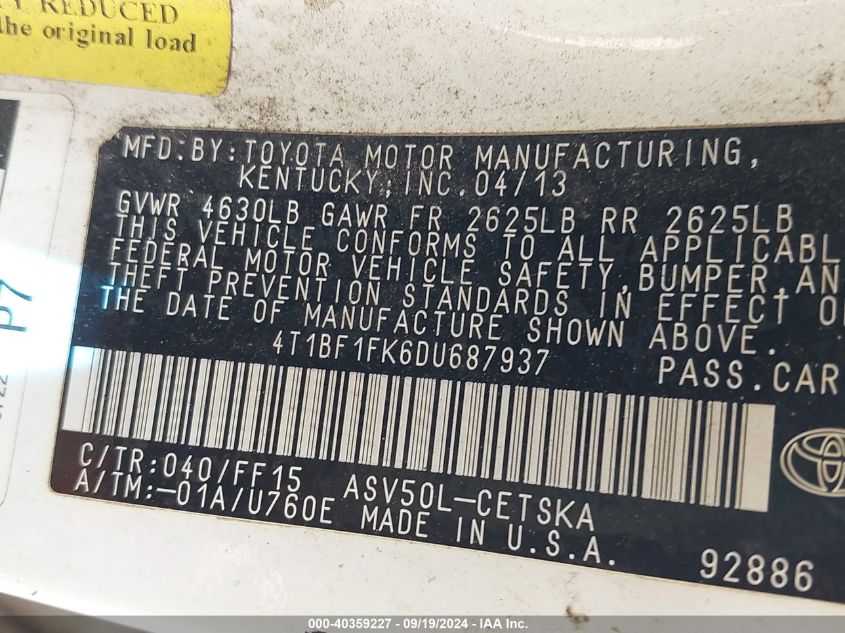 TY REDUCED
the original load
MFD.BY:TOYOTA MOTOR MANUFACTURING,
KENTUCKY,INC.04/13
GVWR 4630LB GAWR FR 2625LB RR 2625LB
THIS VEHICLE CONFORMS TO ALL APPLICABL
FEDERAL MOTOR VEHICLE SAFETY,BUMPER,AN
THEFT PREVENTION STANDARDS IN EFFECT O
THE DATE OF MANUFACTURE SHOWN ABOVE.
4T1BF1FK6DU687937
PASS.CAR
P7
C/TR:040/FF15 ASV50L-CETSKA
A/TM:-01A/U760E MADE IN U.S.A.
92886
000-40359227 - 09/19/2024 - Copyright IAA, Inc.